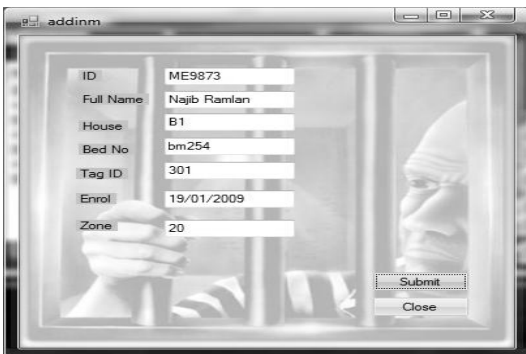 addinm
ID ME9873
Full Name Najib Ramlan
House B1
Bed No bm254
Tag ID 301
Enrol 19/01/2009
Zone 20
Submit
Close